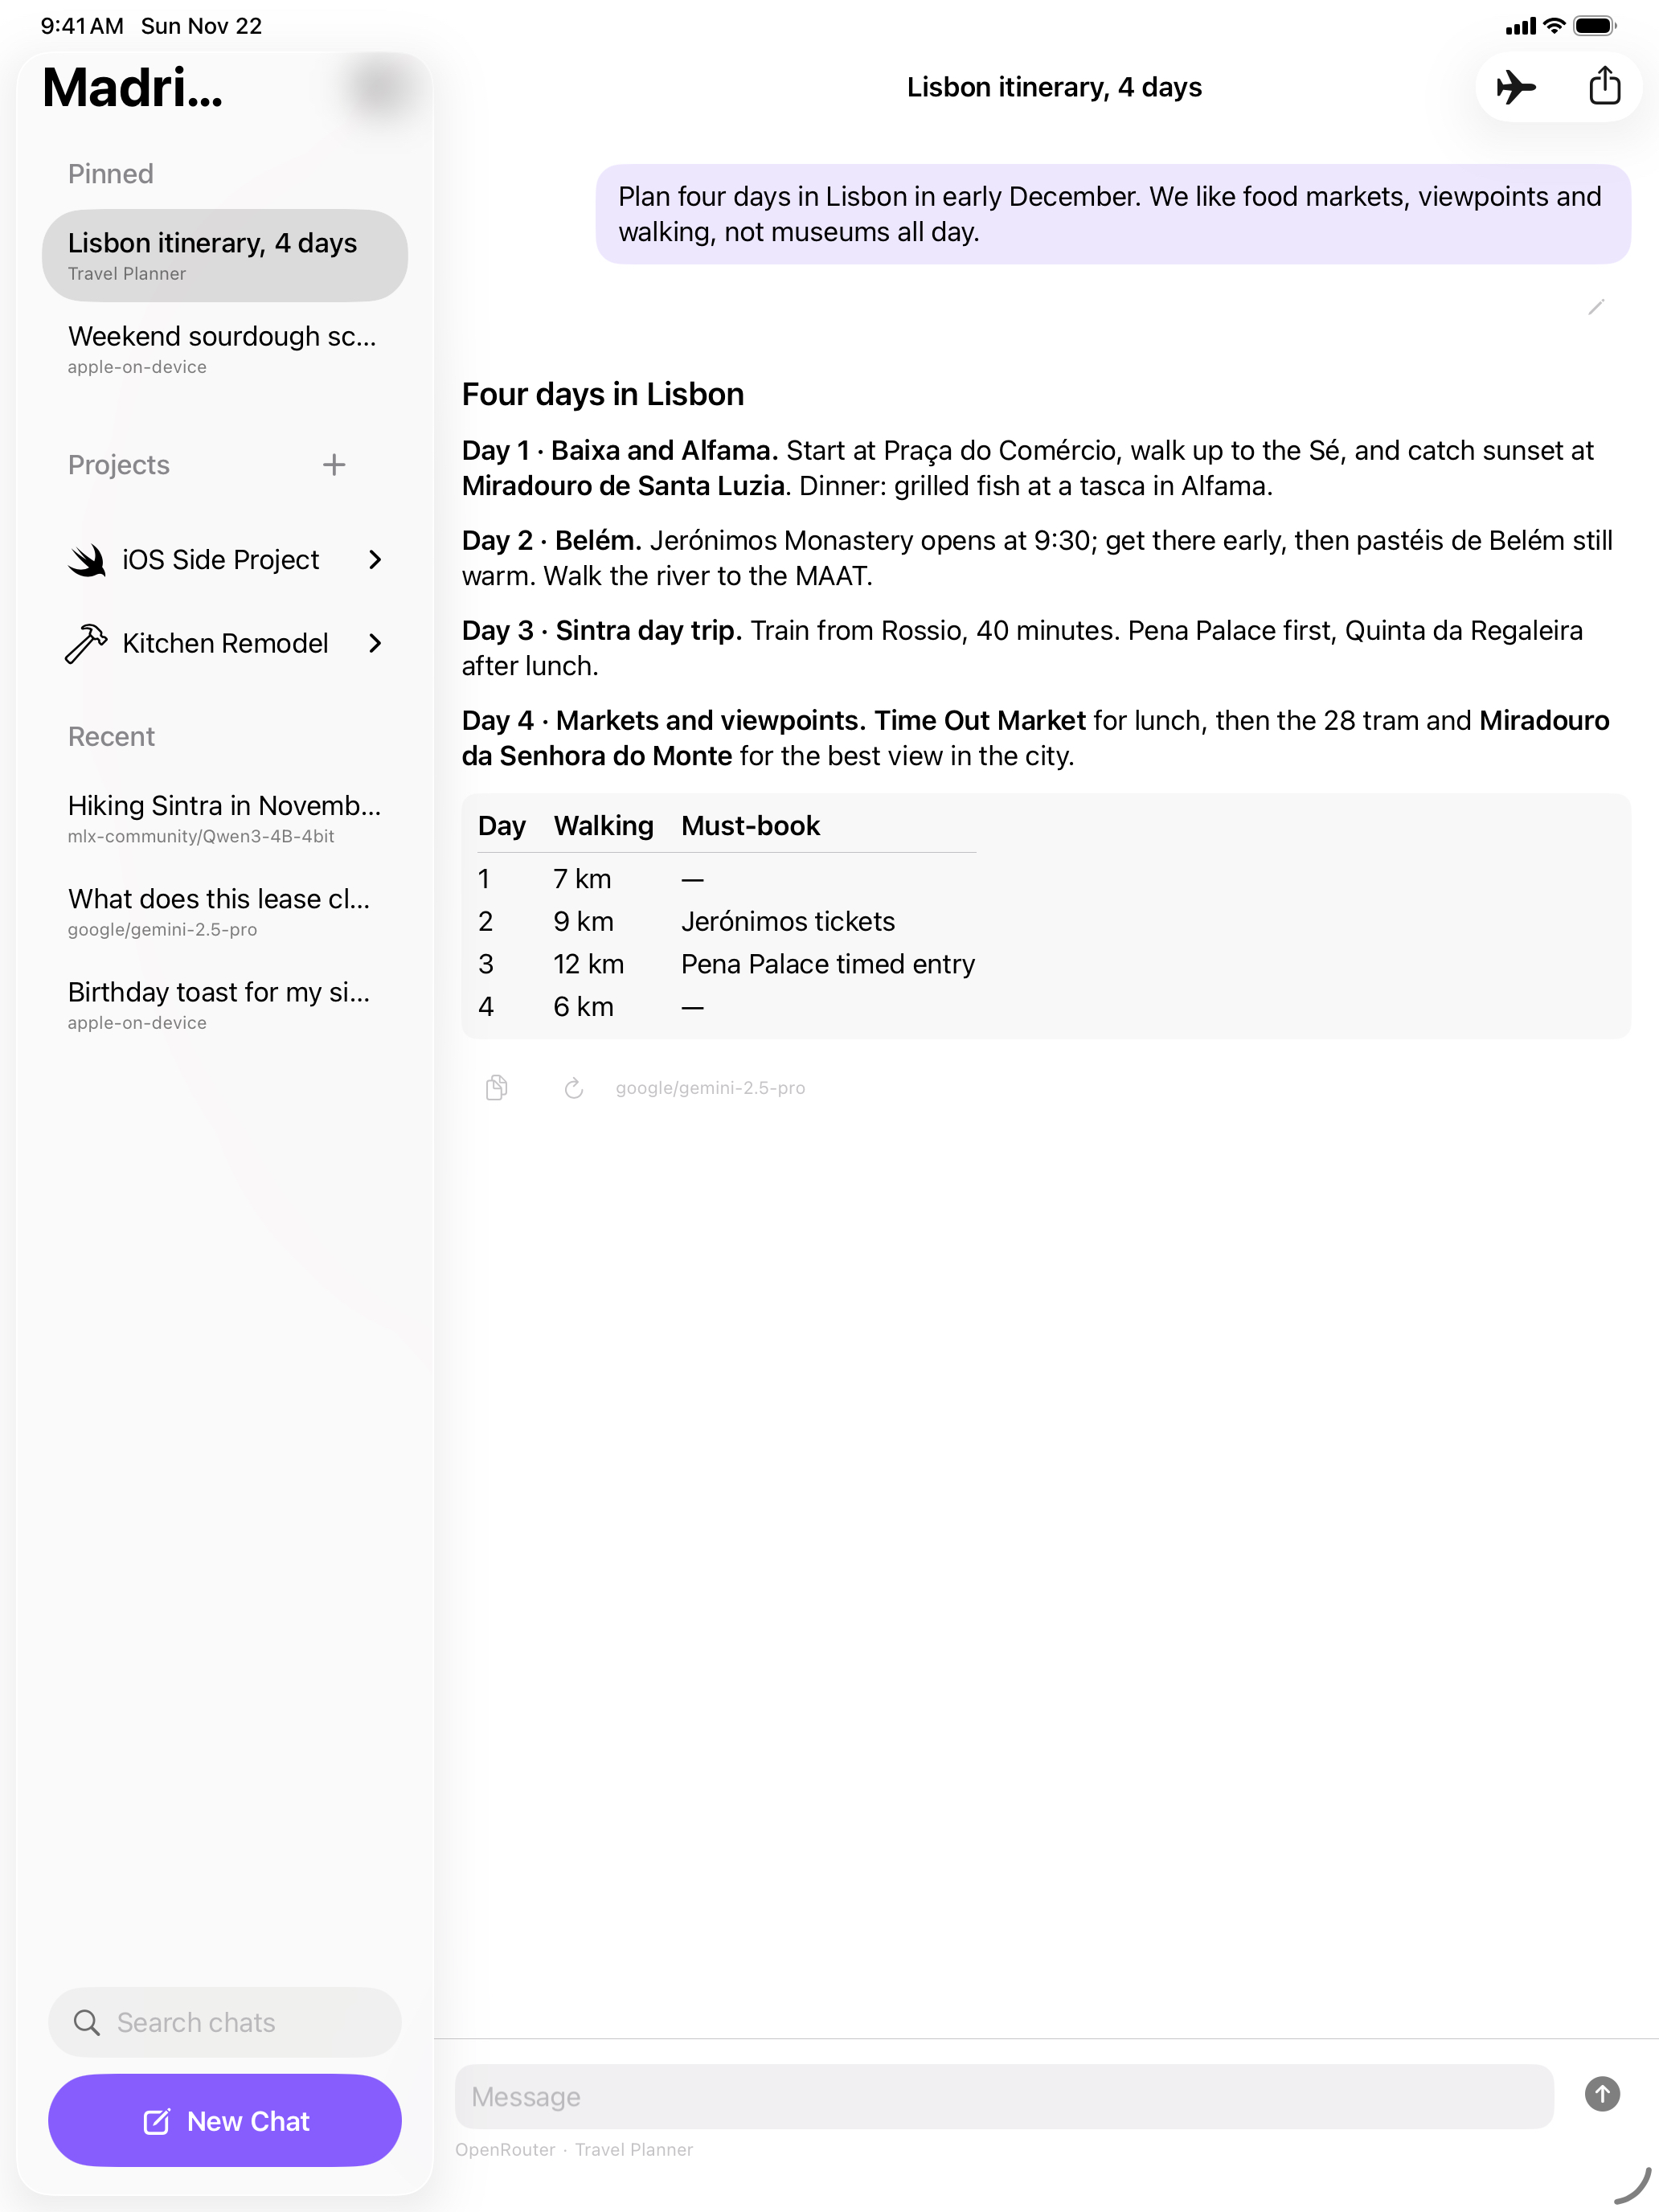 9:41 AM Sun Nov 22
Madri...
Pinned
Lisbon itinerary, 4 days
Travel Planner
Weekend sourdough sc...
apple-on-device
Projects
iOS Side Project
Kitchen Remodel
Recent
Hiking Sintra in Novemb...
mlx-community/Qwen3-4B-4bit
What does this lease cl...
google/gemini-2.5-pro
Birthday toast for my si...
apple-on-device
Search chats
New Chat
Lisbon itinerary, 4 days
Plan four days in Lisbon in early December. We like food markets, viewpoints and
walking, not museums all day.
Four days in Lisbon
Day 1 · Baixa and Alfama. Start at Praça do Comércio, walk up to the Sé, and catch sunset at
Miradouro de Santa Luzia. Dinner: grilled fish at a tasca in Alfama.
Day 2 · Belém. Jerónimos Monastery opens at 9:30; get there early, then pastéis de Belém still
warm. Walk the river to the MAAT.
Day 3 · Sintra day trip. Train from Rossio, 40 minutes. Pena Palace first, Quinta da Regaleira
after lunch.
Day 4 · Markets and viewpoints. Time Out Market for lunch, then the 28 tram and Miradouro
da Senhora do Monte for the best view in the city.
Day Walking Must-book
1 7 km —
2 9 km Jerónimos tickets
3 12 km Pena Palace timed entry
4 6 km —
google/gemini-2.5-pro
Message
OpenRouter · Travel Planner